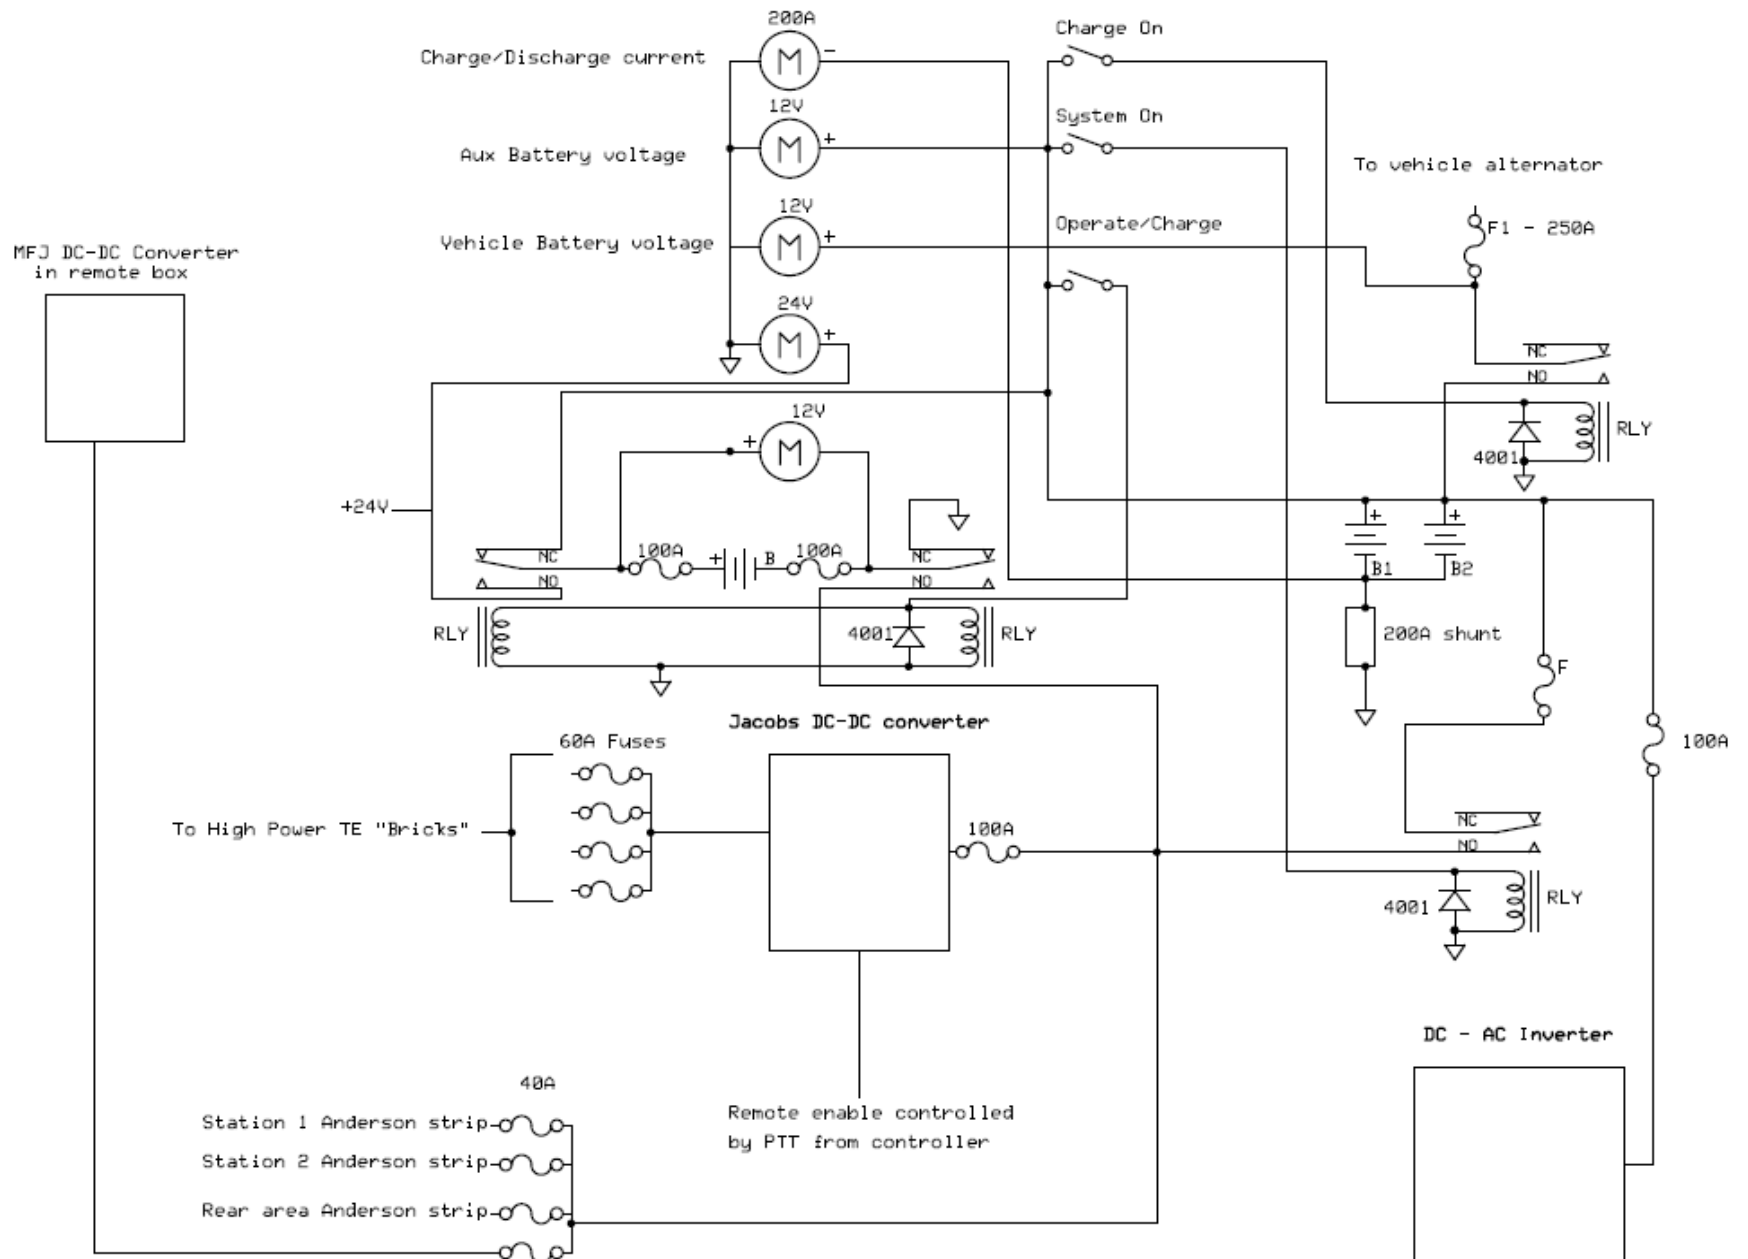 200A
Charge/Discharge current
M
-
Charge On
12V
Aux Battery voltage
M
+
System On
To vehicle alternator
12V
Vehicle Battery voltage
M
+
Operate/Charge
F1 - 250A
MFJ DC-DC Converter
in remote box
24V
M
+
NC
NO
12V
+
M
4001
RLY
+24V
NC
NO
100A
+
B
100A
NC
NO
+
B1
+
B2
RLY
4001
RLY
200A shunt
F
Jacobs DC-DC converter
60A Fuses
100A
To High Power TE "Bricks"
100A
NC
NO
4001
RLY
DC - AC Inverter
40A
Remote enable controlled
by PTT from controller
Station 1 Anderson strip
Station 2 Anderson strip
Rear area Anderson strip